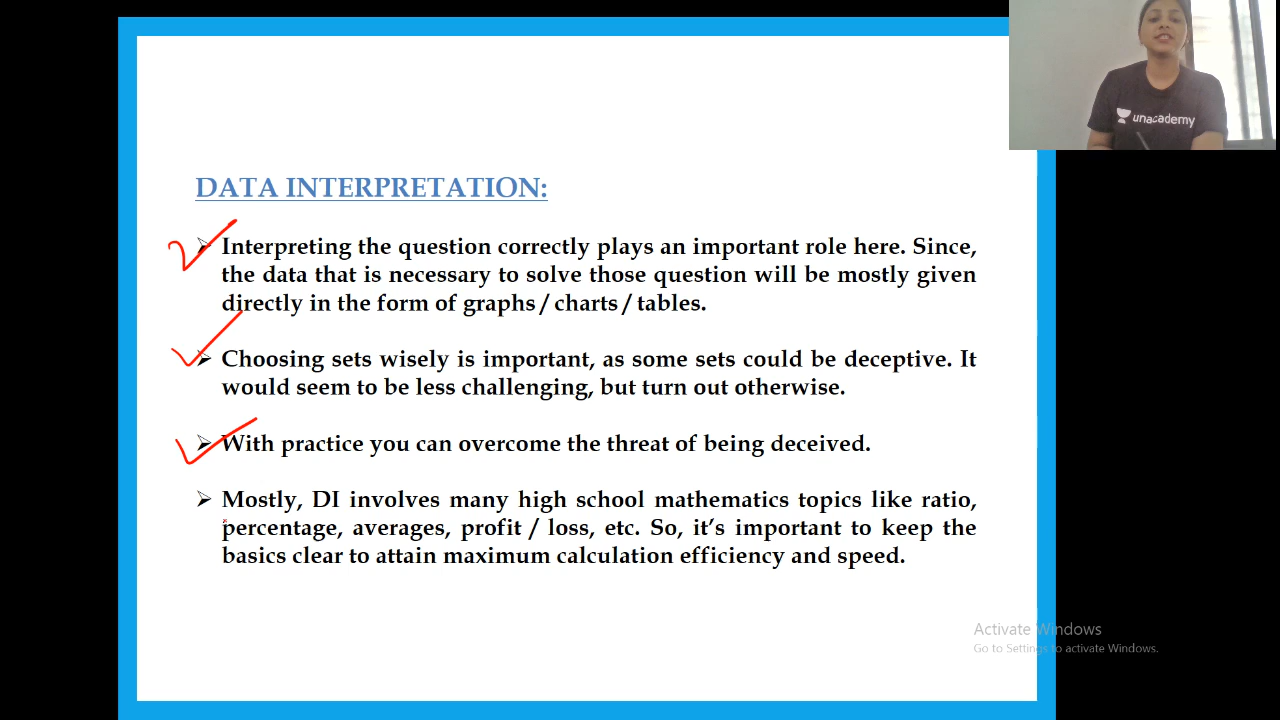 unacademy
DATA INTERPRETATION:
➢ Interpreting the question correctly plays an important role here. Since,
the data that is necessary to solve those question will be mostly given
directly in the form of graphs / charts / tables.
➢ Choosing sets wisely is important, as some sets could be deceptive. It
would seem to be less challenging, but turn out otherwise.
➢ With practice you can overcome the threat of being deceived.
➢ Mostly, DI involves many high school mathematics topics like ratio,
percentage, averages, profit / loss, etc. So, it's important to keep the
basics clear to attain maximum calculation efficiency and speed.
Activate Windows
Go to Settings to activate Windows.